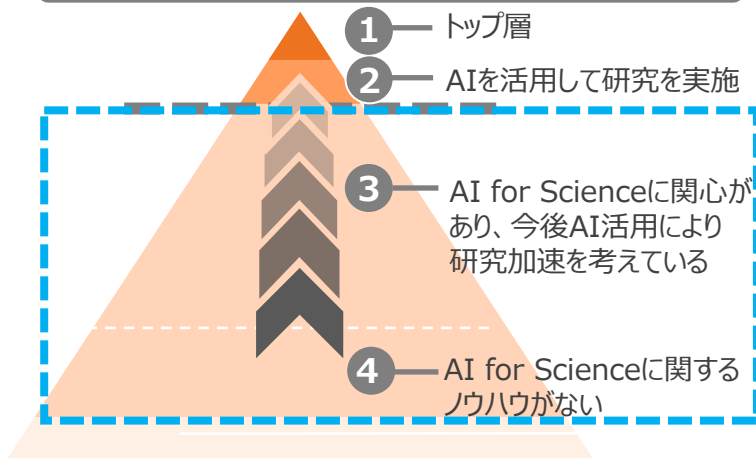 1 トップ層
2 AIを活用して研究を実施
3 AI for Scienceに関心が
あり、今後AI活用により
研究加速を考えている
4 AI for Scienceに関する
ノウハウがない